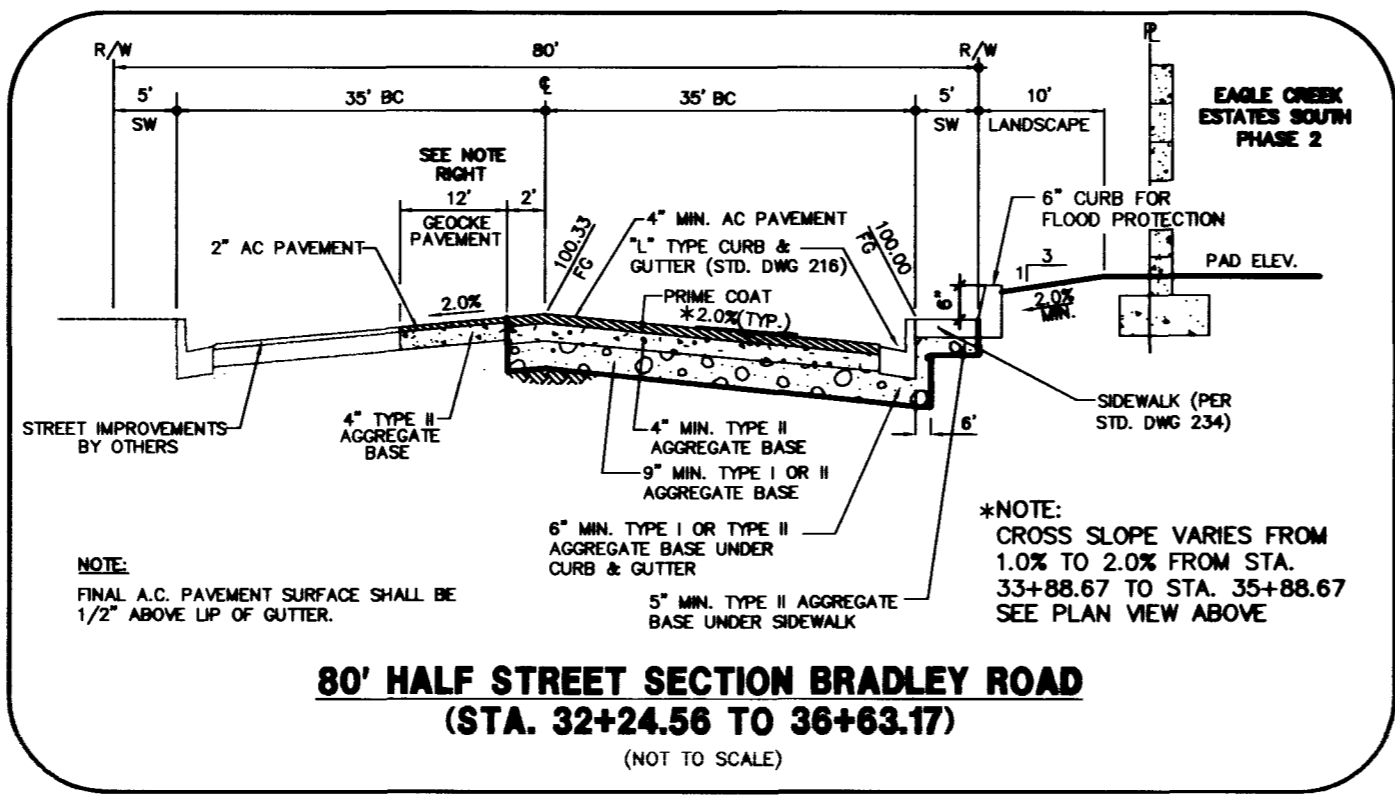 R/W
80'
R/W
℄
5'
SW
35' BC
℄
35' BC
5'
SW
10'
LANDSCAPE
EAGLE CREEK
ESTATES SOUTH
PHASE 2
SEE NOTE
RIGHT
12'
2'
GEOCKE
PAVEMENT
2" AC PAVEMENT
2.0%
100.33
FG
4" MIN. AC PAVEMENT
"L" TYPE CURB &
GUTTER (STD. DWG 216)
PRIME COAT
*2.0%(TYP.)
100.00
FG
6" CURB FOR
FLOOD PROTECTION
6"
1
3
2.0%
MIN.
PAD ELEV.
STREET IMPROVEMENTS
BY OTHERS
4" TYPE II
AGGREGATE
BASE
4" MIN. TYPE II
AGGREGATE BASE
9" MIN. TYPE I OR II
AGGREGATE BASE
6'
SIDEWALK (PER
STD. DWG 234)
6" MIN. TYPE I OR TYPE II
AGGREGATE BASE UNDER
CURB & GUTTER
5" MIN. TYPE II AGGREGATE
BASE UNDER SIDEWALK
*NOTE:
CROSS SLOPE VARIES FROM
1.0% TO 2.0% FROM STA.
33+88.67 TO STA. 35+88.67
SEE PLAN VIEW ABOVE
NOTE:
FINAL A.C. PAVEMENT SURFACE SHALL BE
1/2" ABOVE LIP OF GUTTER.
80' HALF STREET SECTION BRADLEY ROAD
(STA. 32+24.56 TO 36+63.17)
(NOT TO SCALE)